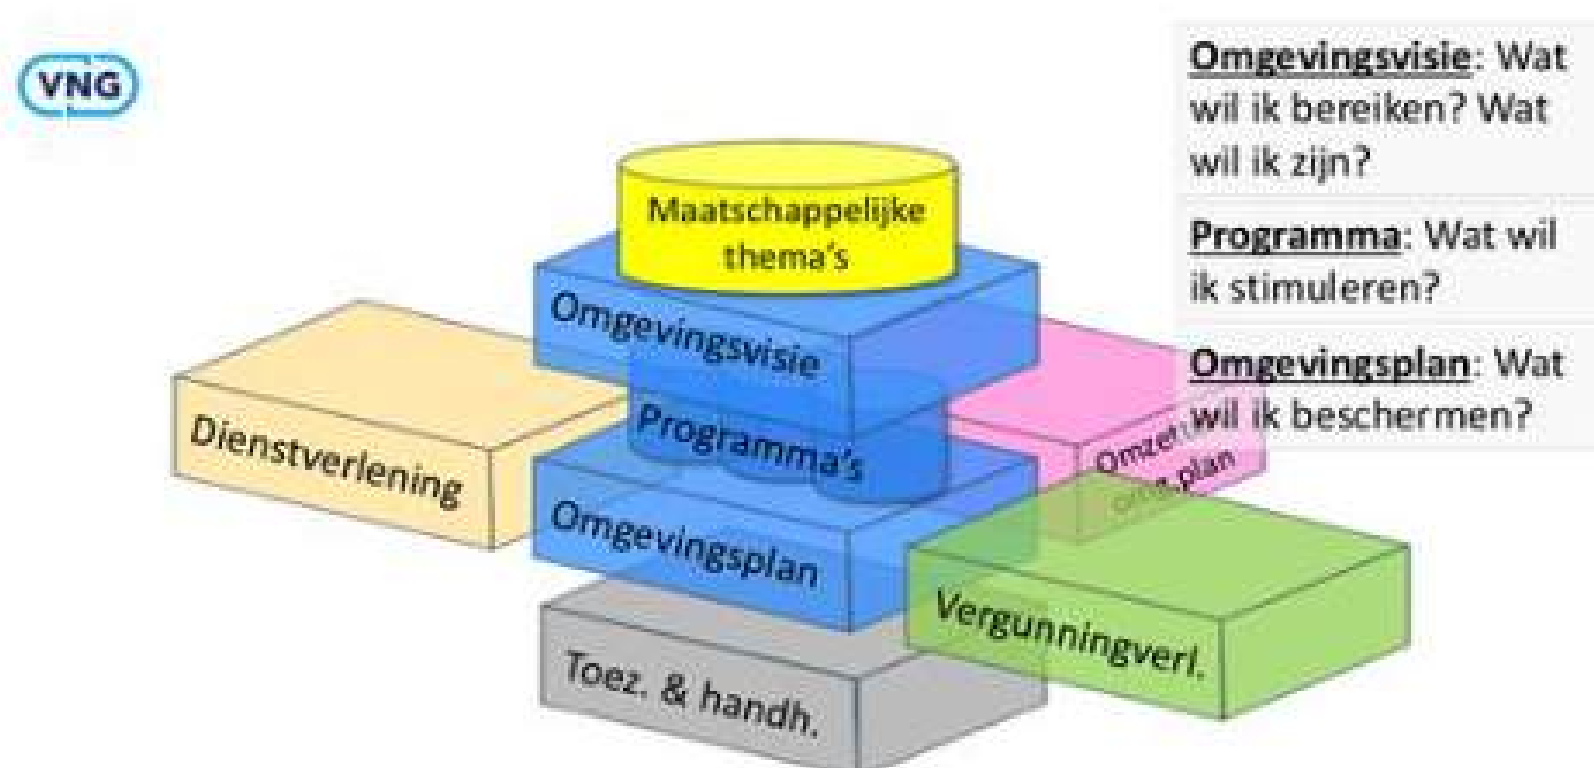 VNG
Omgevingsvisie: Wat
wil ik bereiken? Wat
wil ik zijn?
Programma: Wat wil
ik stimuleren?
Omgevingsplan: Wat
wil ik beschermen?
Maatschappelijke
thema's
Omgevingsvisie
Programma's
Dienstverlening
Omgevingsplan
plan
Vergunningverl.
Toez. & handh.